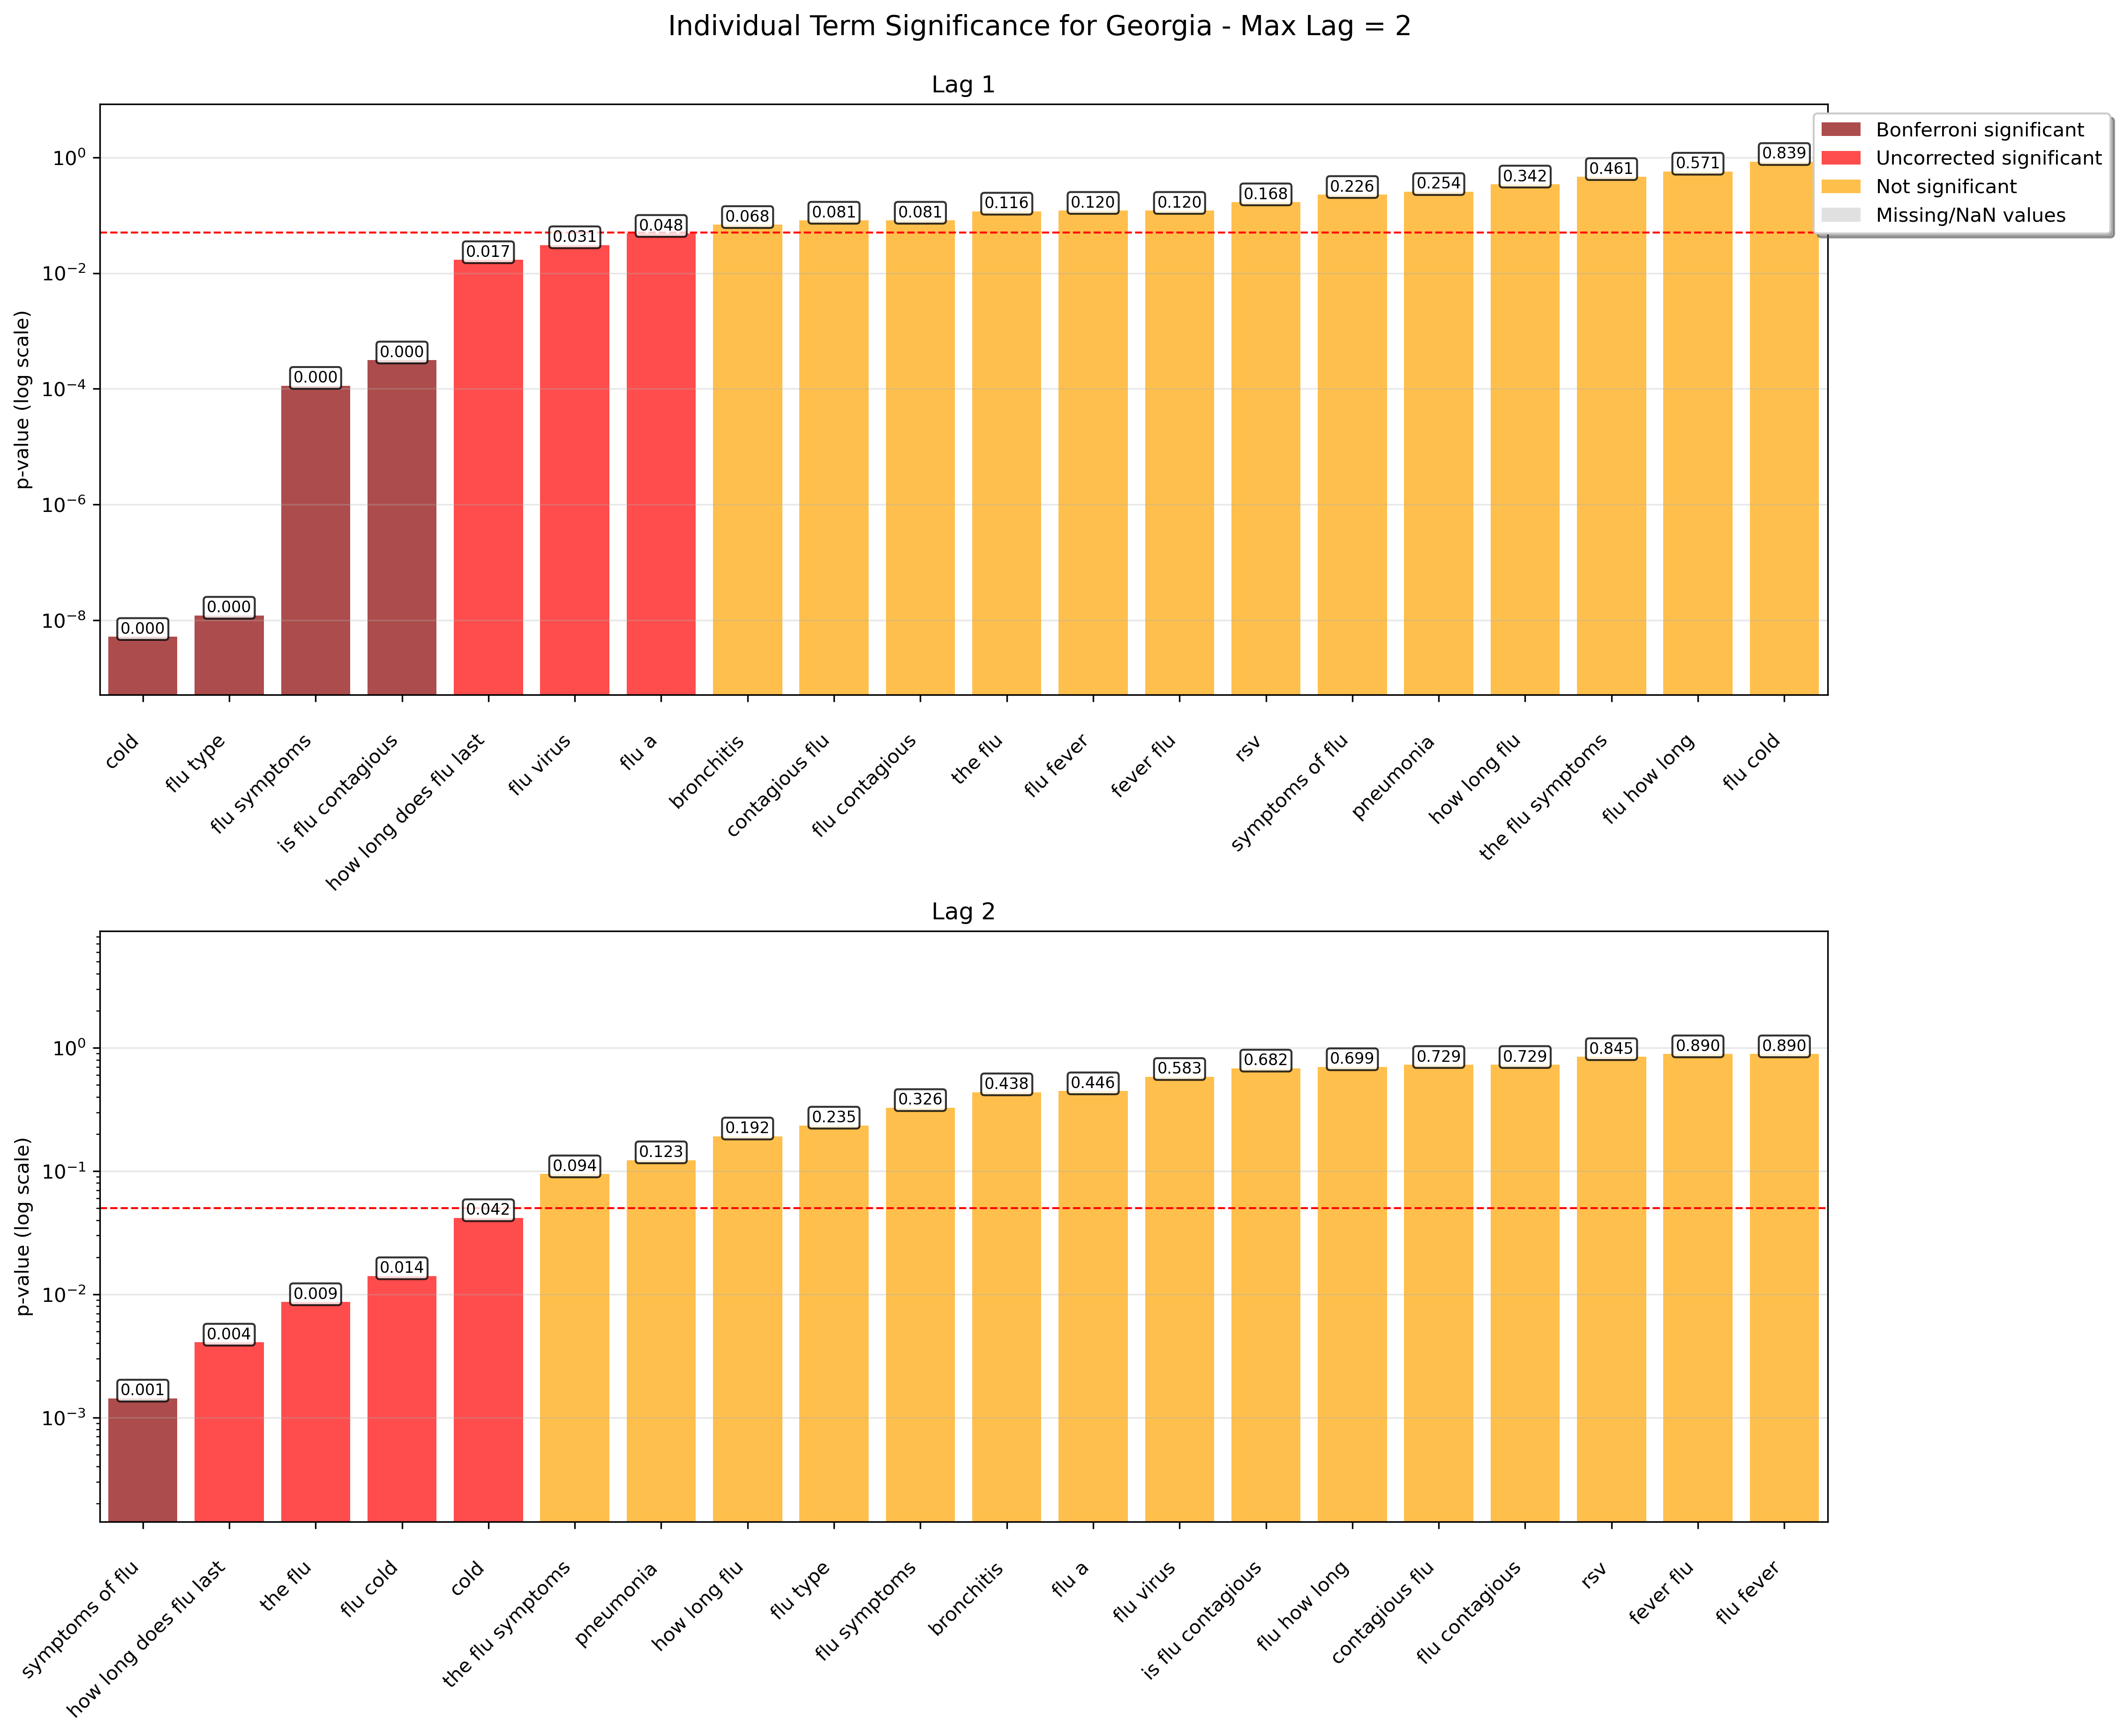 Individual Term Significance for Georgia - Max Lag = 2
Lag 1
Bonferroni significant
Uncorrected significant
Not significant
Missing/NaN values
p-value (log scale)
10⁰
10⁻²
10⁻⁴
10⁻⁶
10⁻⁸
0.000
0.000
0.000
0.000
0.017
0.031
0.048
0.068
0.081
0.081
0.116
0.120
0.120
0.168
0.226
0.254
0.342
0.461
0.571
0.839
cold
flu type
flu symptoms
is flu contagious
how long does flu last
flu virus
flu a
bronchitis
contagious flu
flu contagious
the flu
flu fever
fever flu
rsv
symptoms of flu
pneumonia
how long flu
the flu symptoms
flu how long
flu cold
Lag 2
p-value (log scale)
10⁰
10⁻¹
10⁻²
10⁻³
0.001
0.004
0.009
0.014
0.042
0.094
0.123
0.192
0.235
0.326
0.438
0.446
0.583
0.682
0.699
0.729
0.729
0.845
0.890
0.890
symptoms of flu
how long does flu last
the flu
flu cold
cold
the flu symptoms
pneumonia
how long flu
flu type
flu symptoms
bronchitis
flu a
flu virus
is flu contagious
flu how long
contagious flu
flu contagious
rsv
fever flu
flu fever